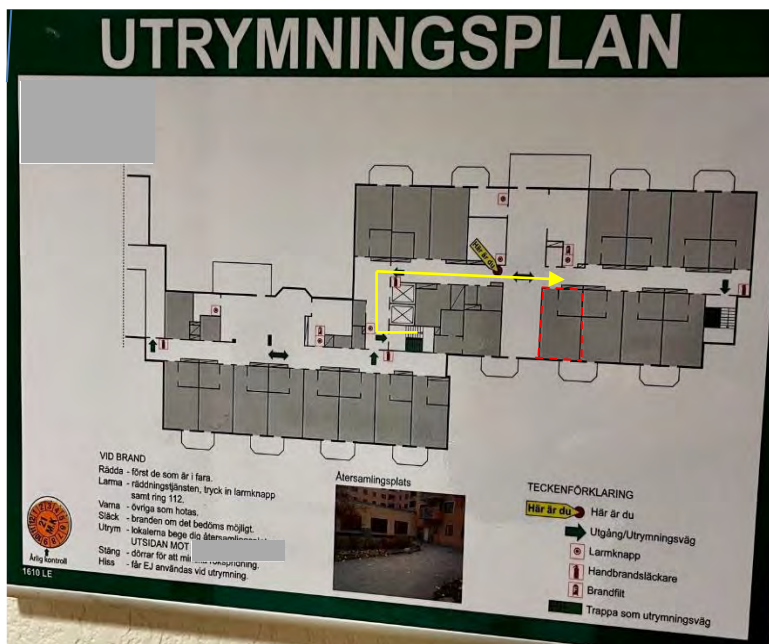 UTRYMNINGSPLAN
Här är du
VID BRAND
Rädda - först de som är i fara.
Larma - räddningstjänsten, tryck in larmknapp
samt ring 112.
Varna - övriga som hotas.
Släck - branden om det bedöms möjligt.
Utrym - lokalerna bege dig
UTSIDAN MOT
Stäng - dörrar för att
Hiss - får EJ användas vid utrymning.
Årlig kontroll
1610 LE
Återsamlingsplats
TECKENFÖRKLARING
Här är du Här är du
Utgång/Utrymningsväg
Larmknapp
Handbrandsläckare
Brandfilt
Trappa som utrymningsväg